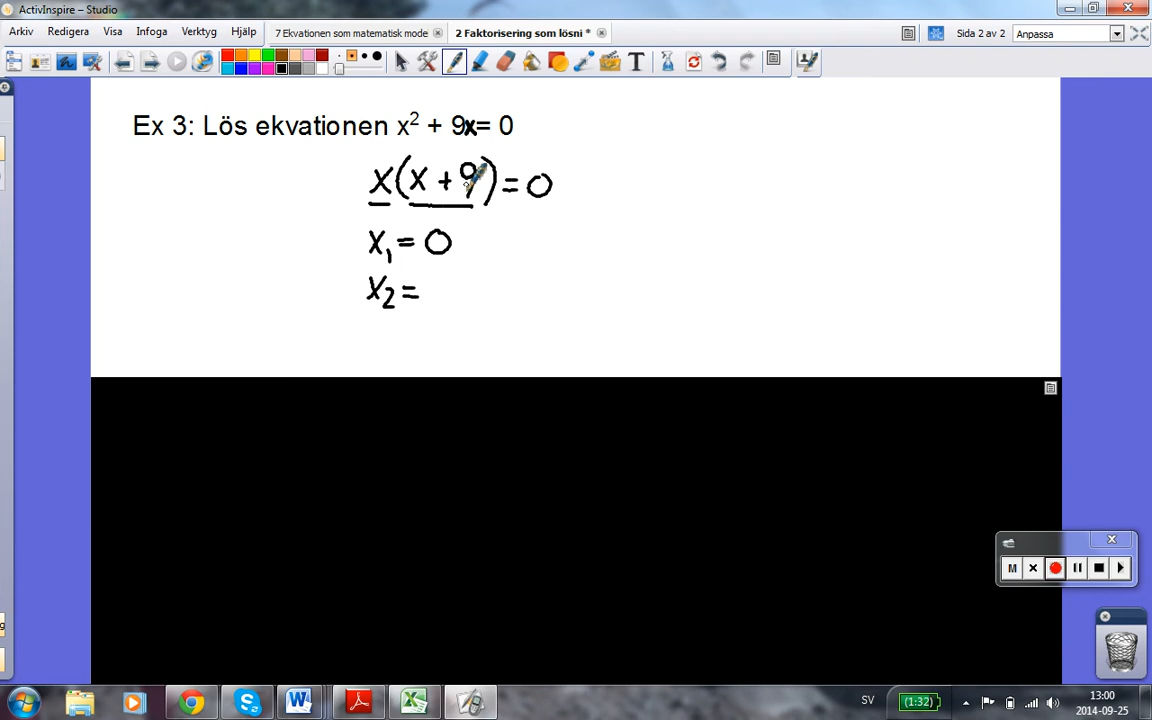 ActivInspire – Studio
Arkiv Redigera Visa Infoga Verktyg Hjälp
7 Ekvationen som matematisk mode
2 Faktorisering som lösni *
Sida 2 av 2
Anpassa
Ex 3: Lös ekvationen x² + 9x= 0
x(x + 9) = 0
x₁ = 0
x₂ =
M
SV
(1:32)
13:00
2014-09-25